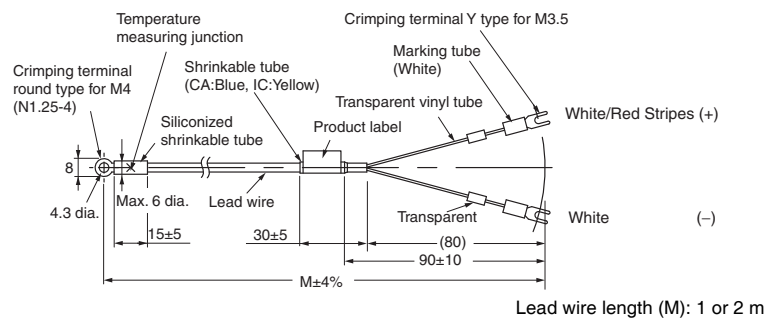 Temperature
measuring junction
Crimping terminal Y type for M3.5
Marking tube
(White)
Crimping terminal
round type for M4
(N1.25-4)
Shrinkable tube
(CA:Blue, IC:Yellow)
Transparent vinyl tube
White/Red Stripes (+)
Siliconized
shrinkable tube
Product label
8
4.3 dia.
Max. 6 dia.
Lead wire
Transparent
White (−)
15±5
30±5
(80)
90±10
M±4%
Lead wire length (M): 1 or 2 m